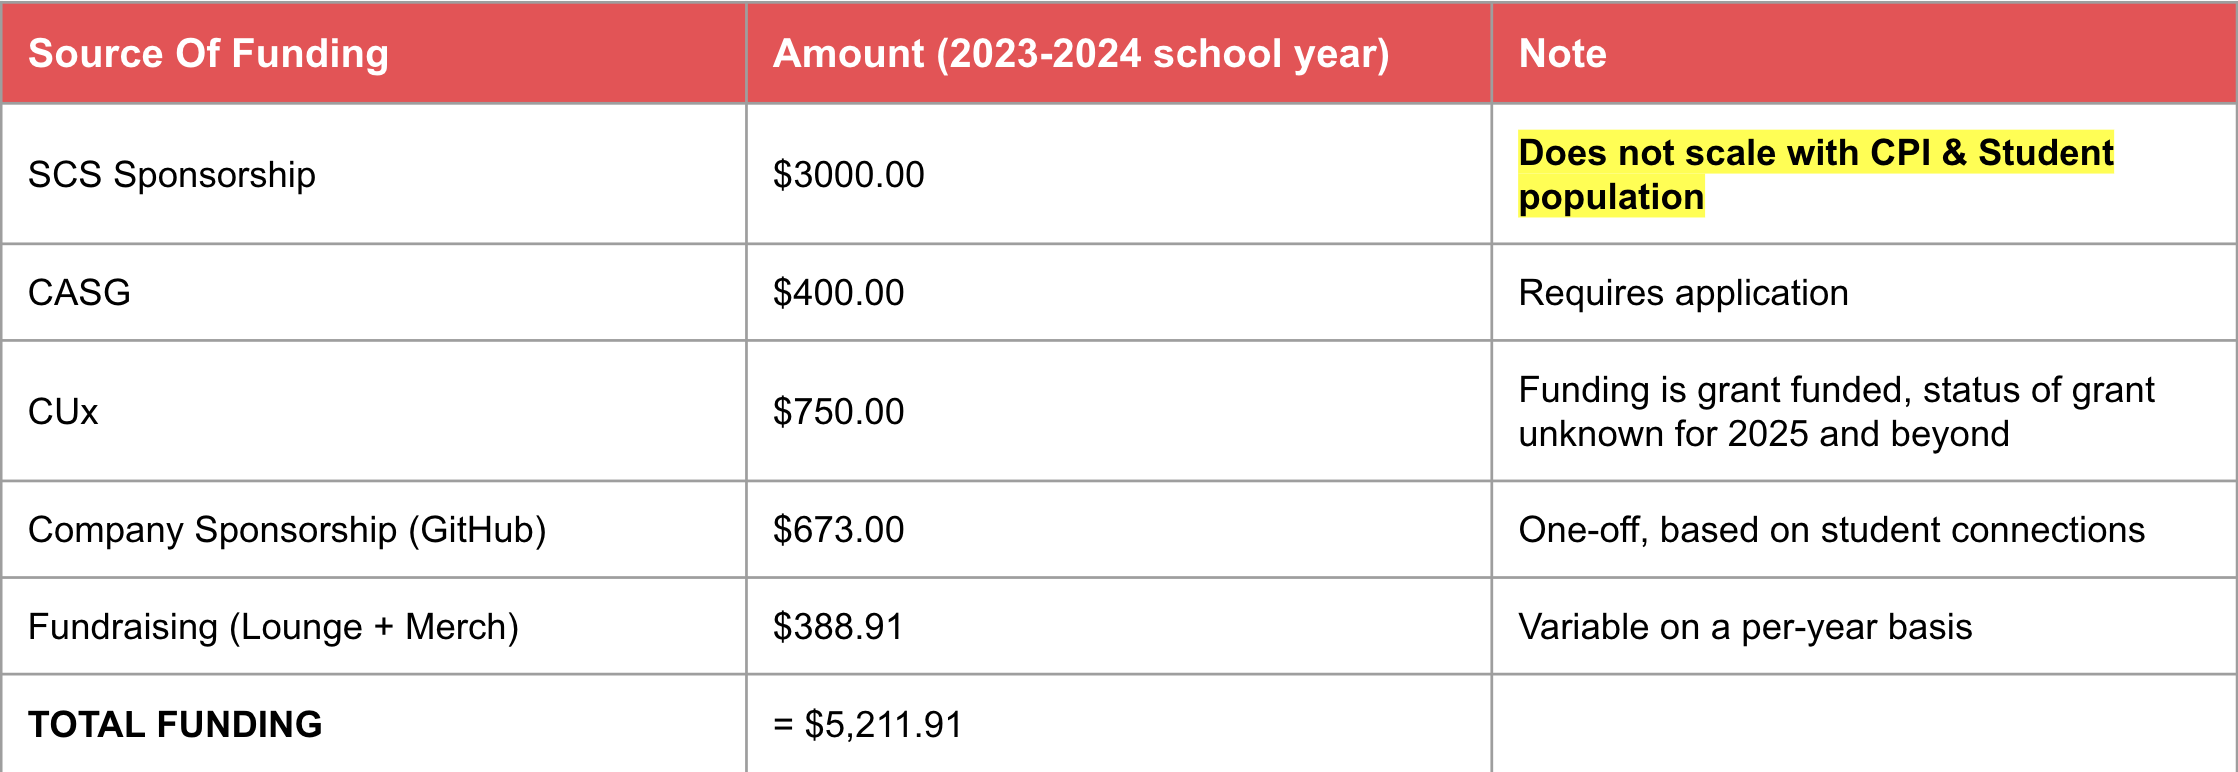 Source Of Funding
Amount (2023-2024 school year)
Note
SCS Sponsorship
$3000.00
Does not scale with CPI & Student
population
CASG
$400.00
Requires application
CUx
$750.00
Funding is grant funded, status of grant
unknown for 2025 and beyond
Company Sponsorship (GitHub)
$673.00
One-off, based on student connections
Fundraising (Lounge + Merch)
$388.91
Variable on a per-year basis
TOTAL FUNDING
= $5,211.91